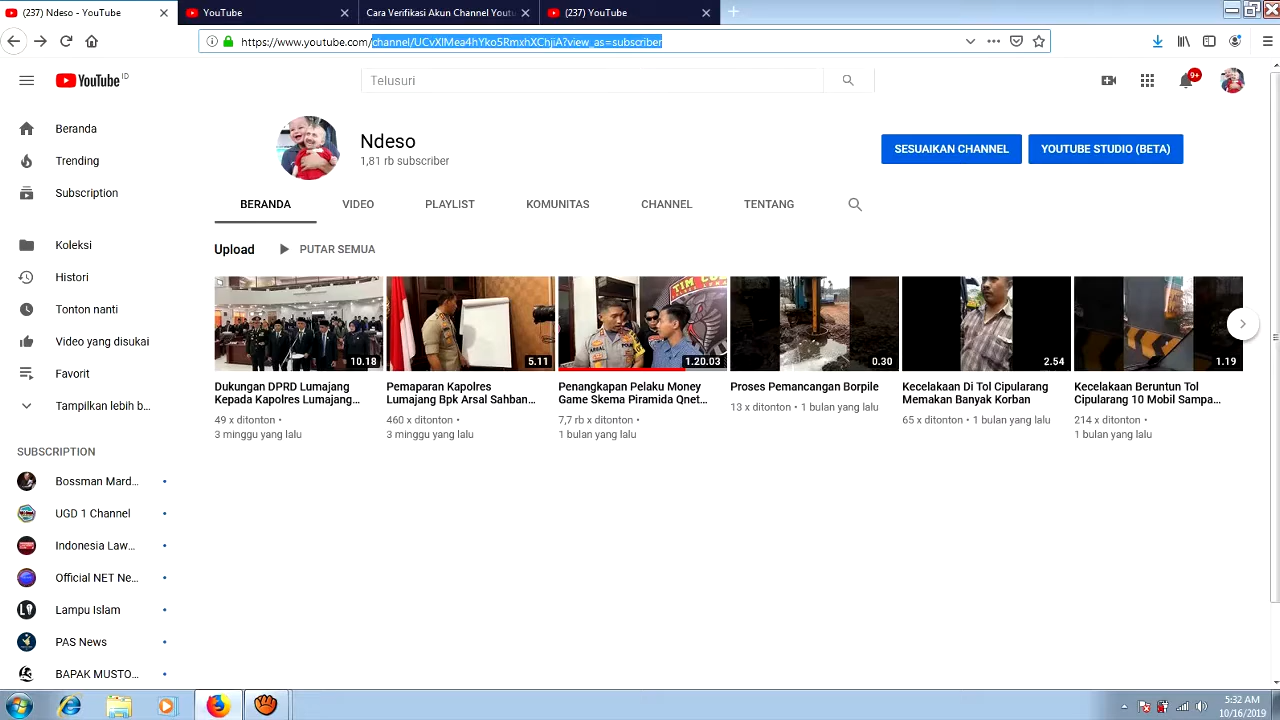 (237) Ndeso - YouTube
YouTube
Cara Verifikasi Akun Channel Youtu
(237) YouTube
https://www.youtube.com/channel/UCvXlMea4hYko5RmxhXChjiA?view_as=subscriber
YouTube ID
Telusuri
9+
Ndeso
1,81 rb subscriber
SESUAIKAN CHANNEL
YOUTUBE STUDIO (BETA)
BERANDA
VIDEO
PLAYLIST
KOMUNITAS
CHANNEL
TENTANG
Upload
PUTAR SEMUA
10.18
Dukungan DPRD Lumajang
Kepada Kapolres Lumajang...
49 x ditonton •
3 minggu yang lalu
5.11
Pemaparan Kapolres
Lumajang Bpk Arsal Sahban...
460 x ditonton •
3 minggu yang lalu
1.20.03
Penangkapan Pelaku Money
Game Skema Piramida Qnet...
7,7 rb x ditonton •
1 bulan yang lalu
0.30
Proses Pemancangan Borpile
13 x ditonton • 1 bulan yang lalu
2.54
Kecelakaan Di Tol Cipularang
Memakan Banyak Korban
65 x ditonton • 1 bulan yang lalu
1.19
Kecelakaan Beruntun Tol
Cipularang 10 Mobil Sampa...
214 x ditonton •
1 bulan yang lalu
Beranda
Trending
Subscription
Koleksi
Histori
Tonton nanti
Video yang disukai
Favorit
Tampilkan lebih b...
SUBSCRIPTION
Bossman Mard...
UGD 1 Channel
Indonesia Law...
Official NET Ne...
Lampu Islam
PAS News
BAPAK MUSTO...
5:32 AM
10/16/2019